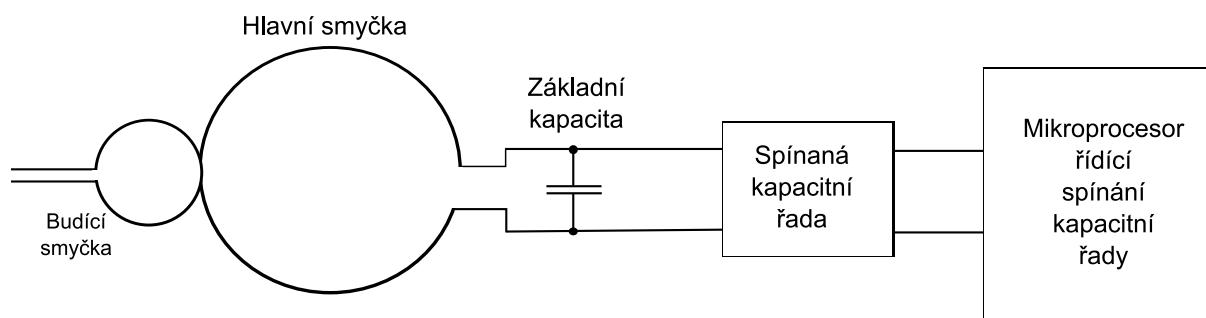 Hlavní smyčka
Základní
kapacita
Budící
smyčka
Spínaná
kapacitní
řada
Mikroprocesor
řídící
spínání
kapacitní
řady